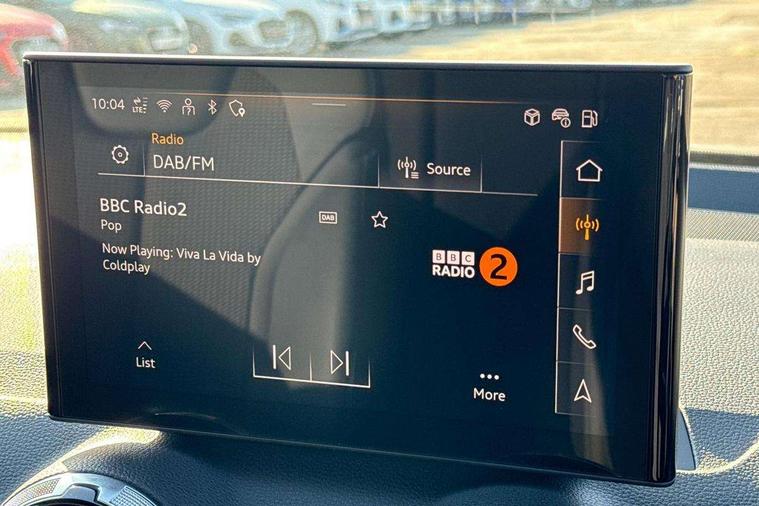 10:04 LTE
Radio
DAB/FM
Source
BBC Radio2
DAB
Pop
Now Playing: Viva La Vida by
Coldplay
BBC
RADIO 2
List
More